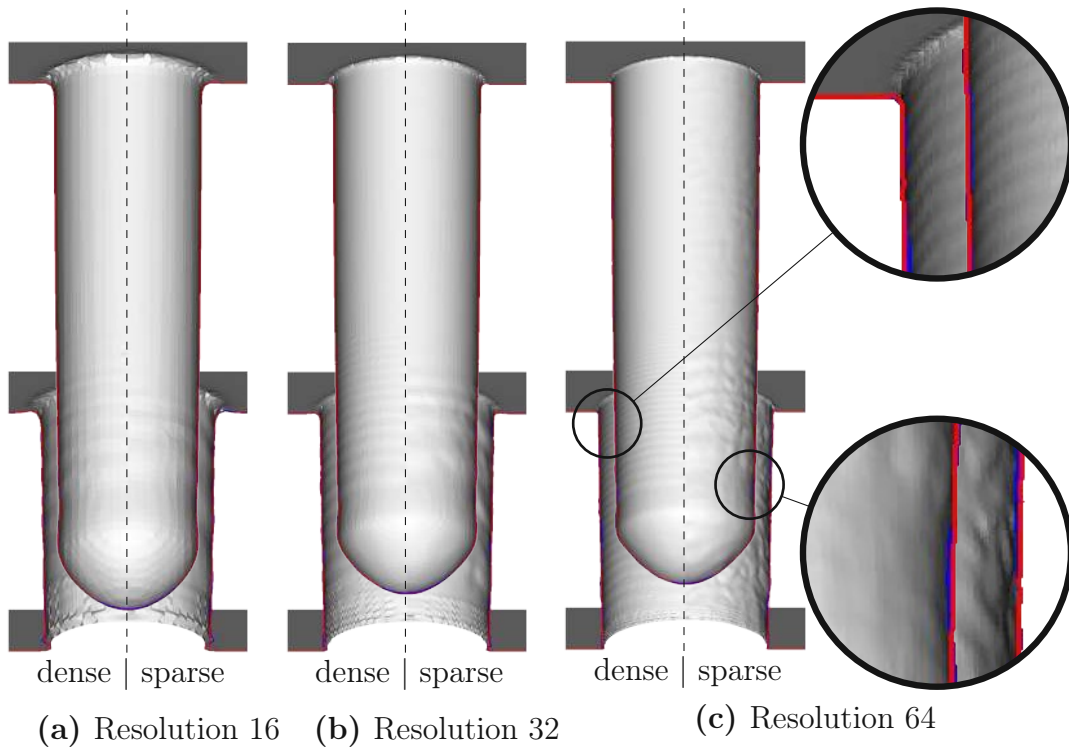 dense | sparse
dense | sparse
dense | sparse
(a) Resolution 16
(b) Resolution 32
(c) Resolution 64